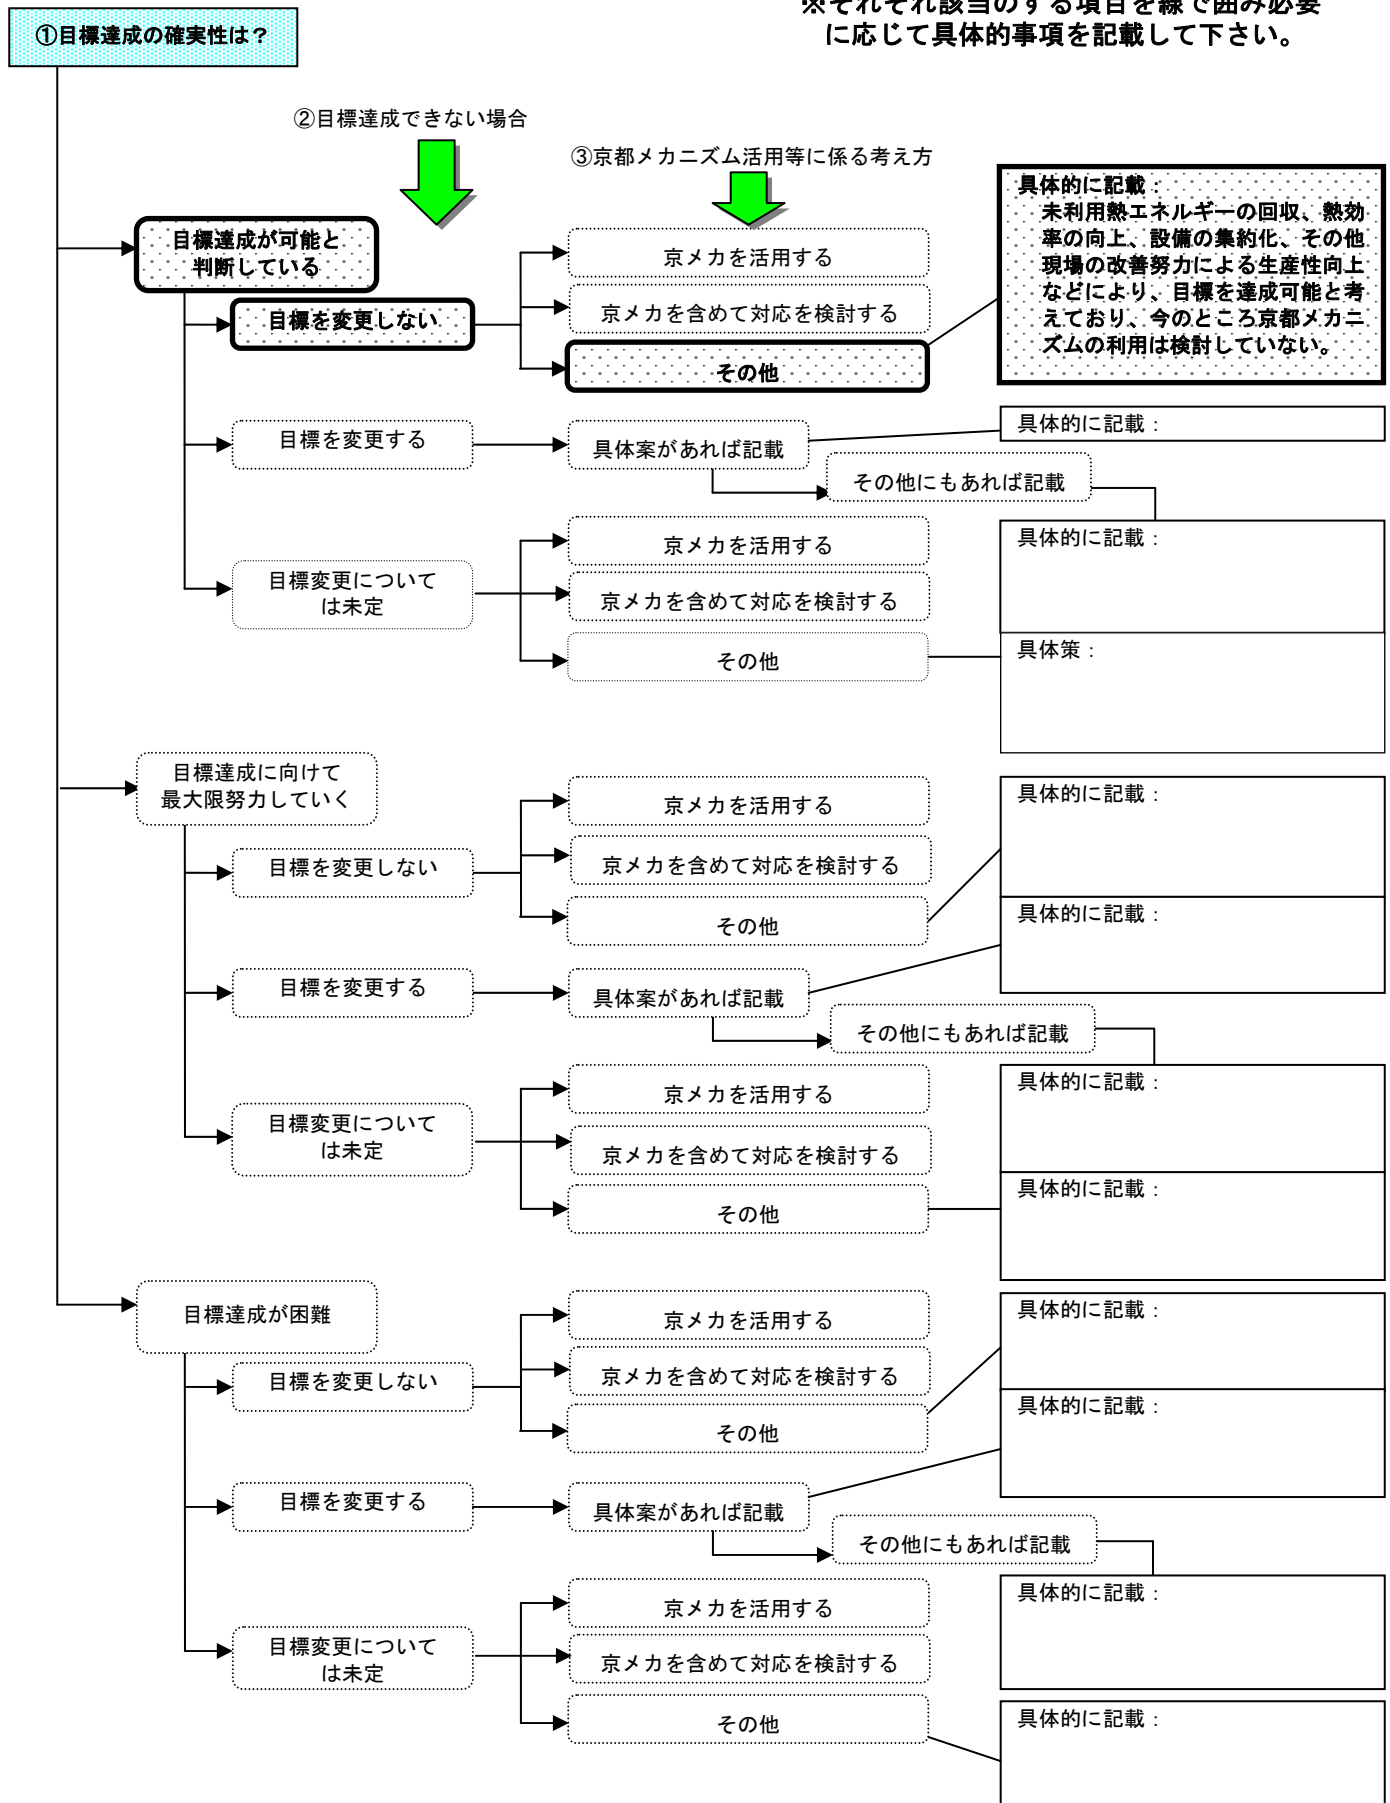 ※それぞれ該当のする項目を線で囲み必要
に応じて具体的事項を記載して下さい。
①目標達成の確実性は？
②目標達成できない場合
③京都メカニズム活用等に係る考え方
目標達成が可能と
判断している
目標を変更しない
京メカを活用する
京メカを含めて対応を検討する
その他
具体的に記載：
未利用熱エネルギーの回収、熱効
率の向上、設備の集約化、その他
現場の改善努力による生産性向上
などにより、目標を達成可能と考
えており、今のところ京都メカニ
ズムの利用は検討していない。
目標を変更する
具体案があれば記載
具体的に記載：
その他にもあれば記載
具体的に記載：
目標変更について
は未定
京メカを活用する
京メカを含めて対応を検討する
その他
具体策：
目標達成に向けて
最大限努力していく
目標を変更しない
京メカを活用する
京メカを含めて対応を検討する
その他
具体的に記載：
目標を変更する
具体案があれば記載
具体的に記載：
その他にもあれば記載
具体的に記載：
目標変更について
は未定
京メカを活用する
京メカを含めて対応を検討する
その他
具体的に記載：
目標達成が困難
目標を変更しない
京メカを活用する
京メカを含めて対応を検討する
その他
具体的に記載：
目標を変更する
具体案があれば記載
具体的に記載：
その他にもあれば記載
具体的に記載：
目標変更について
は未定
京メカを活用する
京メカを含めて対応を検討する
その他
具体的に記載：